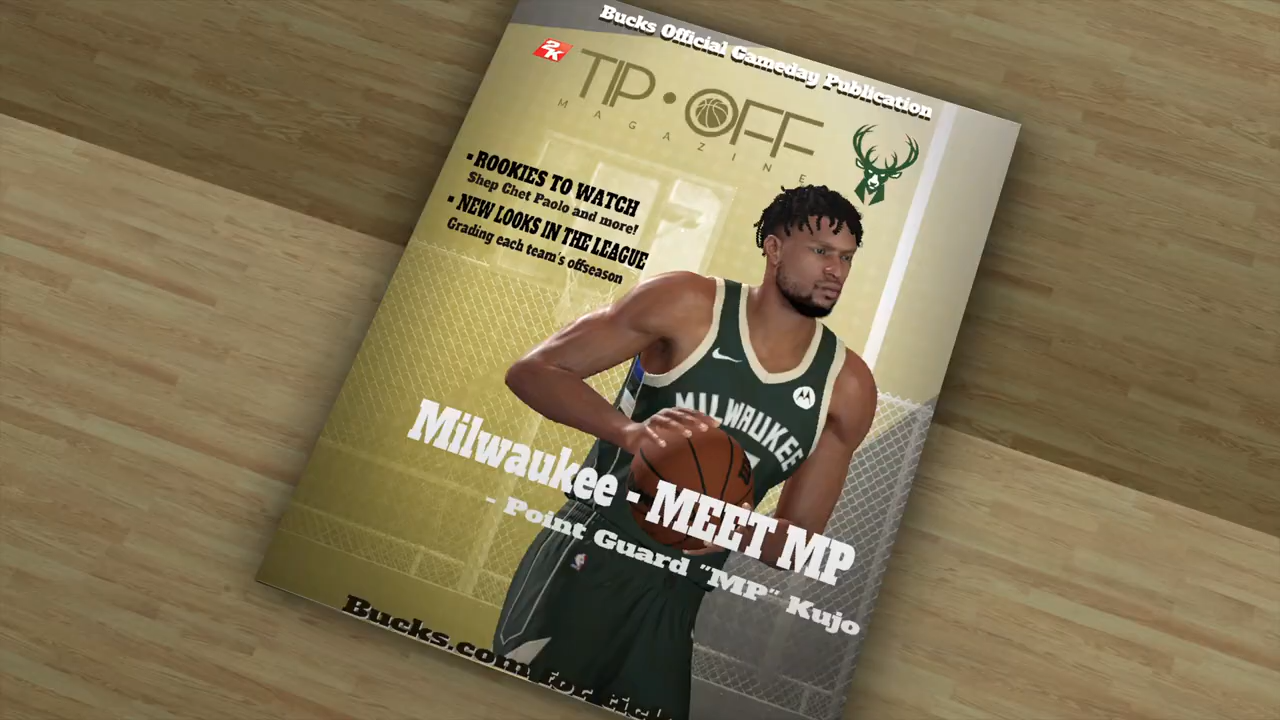 Bucks Official Gameday Publication
2K
TIP·OFF
MAGAZINE
- ROOKIES TO WATCH
Shep Chet Paolo and more!
- NEW LOOKS IN THE LEAGUE
Grading each team's offseason
MILWAUKEE
Milwaukee - MEET MP
- Point Guard "MP" Kujo
Bucks.com for